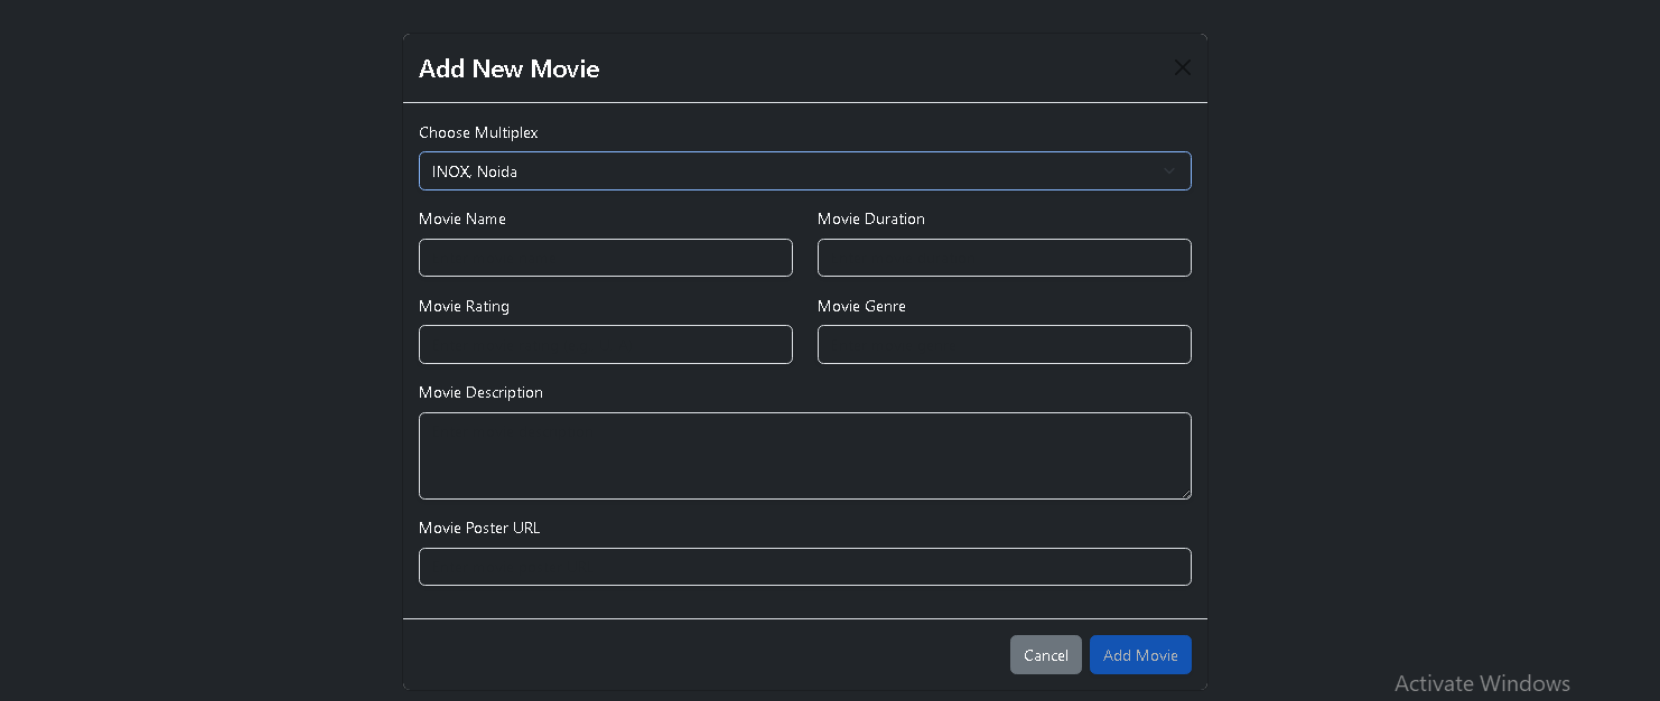 Add New Movie
Choose Multiplex
INOX, Noida
Movie Name
Movie Duration
Movie Rating
Movie Genre
Movie Description
Movie Poster URL
Cancel
Add Movie
Activate Windows